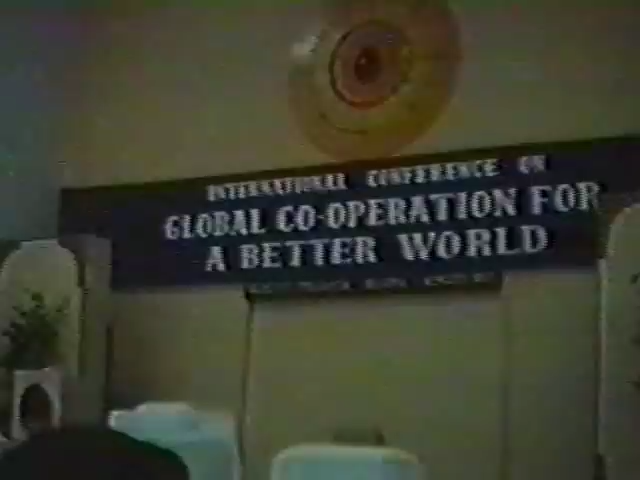 INTERNATIONAL CONFERENCE ON
GLOBAL CO-OPERATION FOR
A BETTER WORLD